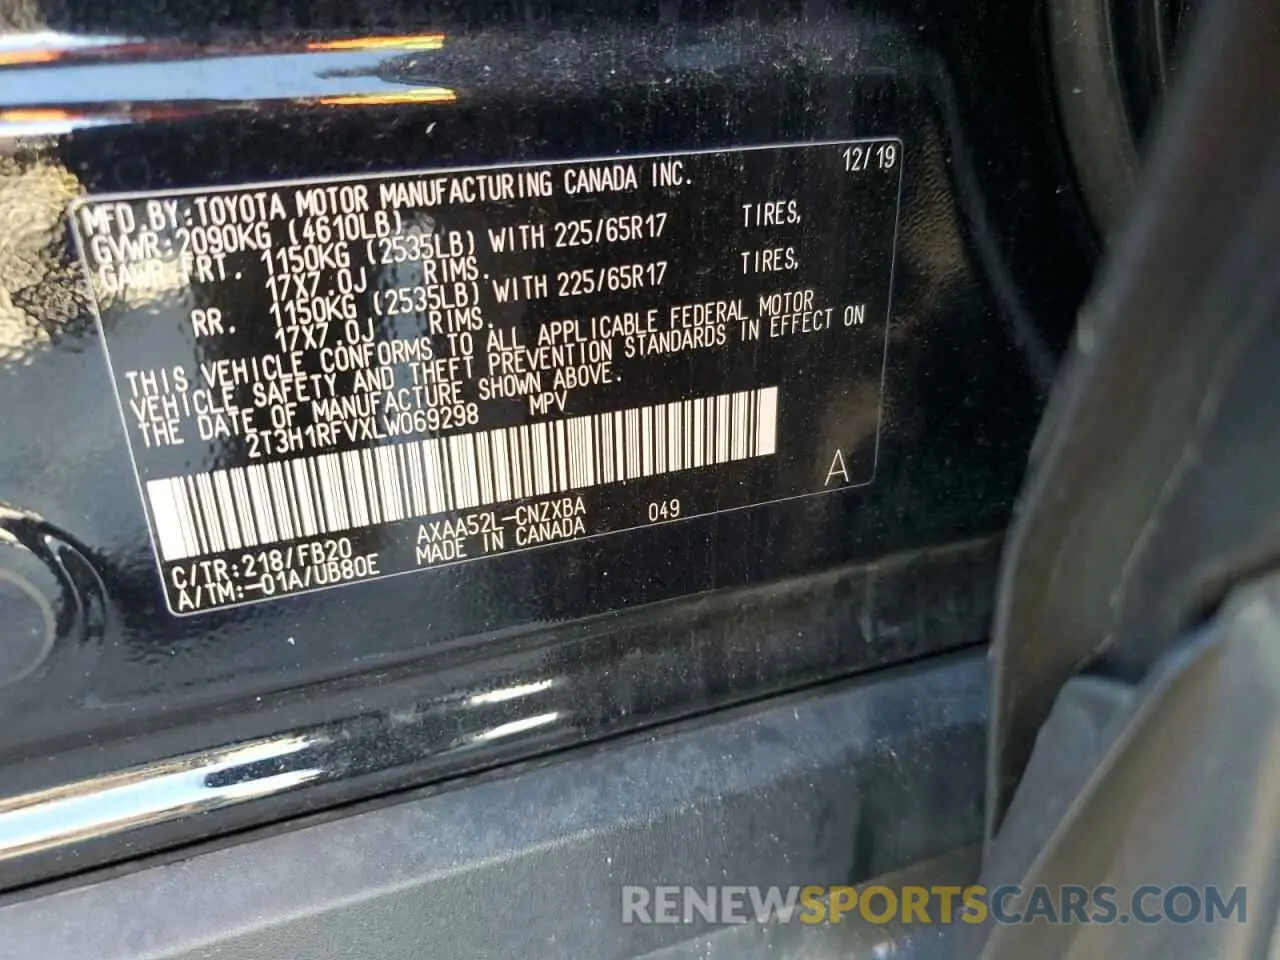 MFD. BY: TOYOTA MOTOR MANUFACTURING CANADA INC. 12/19
GVWR: 2090KG (4610LB)
GAWR FRT. 1150KG (2535LB) WITH 225/65R17 TIRES,
17X7.0J RIMS.
RR. 1150KG (2535LB) WITH 225/65R17 TIRES,
17X7.0J RIMS.
THIS VEHICLE CONFORMS TO ALL APPLICABLE FEDERAL MOTOR
VEHICLE SAFETY AND THEFT PREVENTION STANDARDS IN EFFECT ON
THE DATE OF MANUFACTURE SHOWN ABOVE.
2T3H1RFVXLW069298 MPV
A
C/TR: 218/FB20 AXAA52L-CNZXBA 049
A/TM:-01A/UB80E MADE IN CANADA
RENEWSPORTSCARS.COM